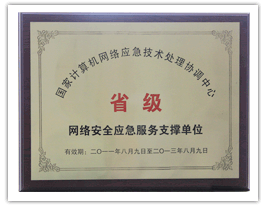 国家计算机网络应急技术处理协调中心
省级
网络安全应急服务支撑单位
有效期：二〇一一年八月九日至二〇一三年八月九日